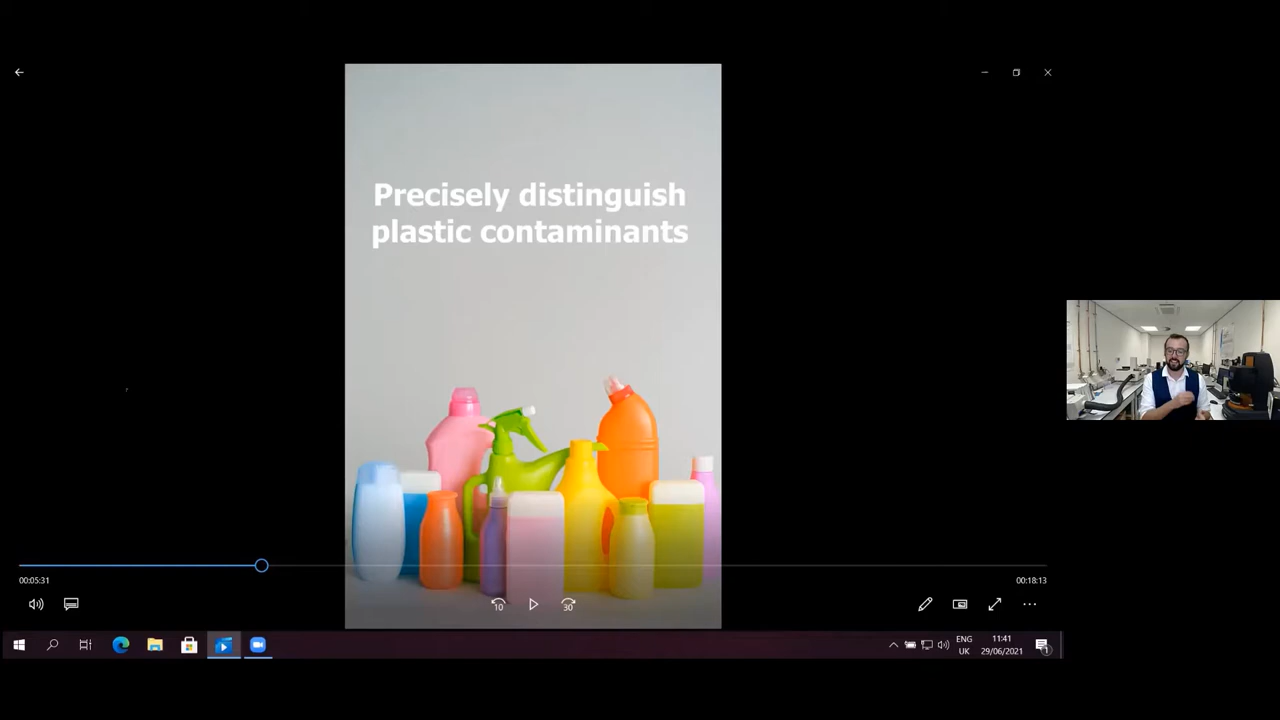 Precisely distinguish
plastic contaminants
00:05:31
00:18:13
10
30
ENG
UK
11:41
29/06/2021
1